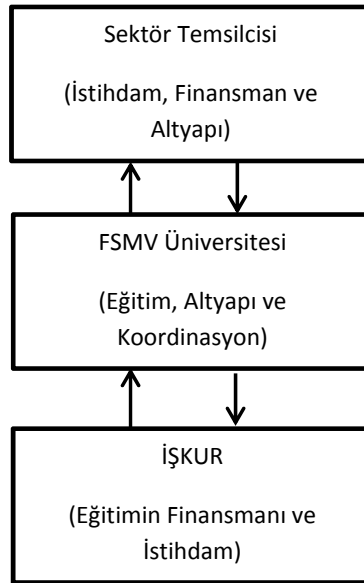 Sektör Temsilcisi
(İstihdam, Finansman ve
Altyapı)
FSMV Üniversitesi
(Eğitim, Altyapı ve
Koordinasyon)
İŞKUR
(Eğitimin Finansmanı ve
İstihdam)